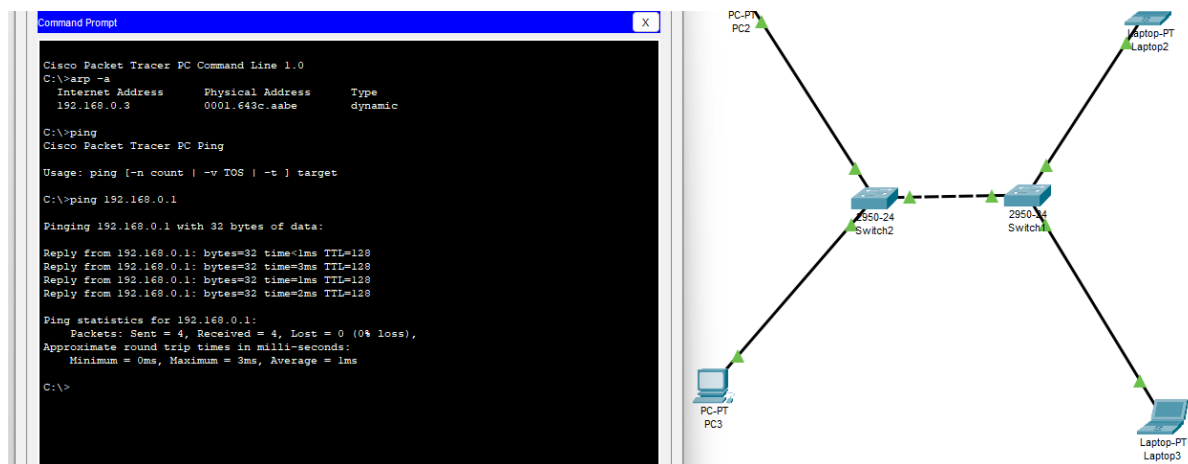 Command Prompt
X
Cisco Packet Tracer PC Command Line 1.0
C:\>arp -a
Internet Address Physical Address Type
192.168.0.3 0001.643c.aabe dynamic
C:\>ping
Cisco Packet Tracer PC Ping
Usage: ping [-n count | -v TOS | -t ] target
C:\>ping 192.168.0.1
Pinging 192.168.0.1 with 32 bytes of data:
Reply from 192.168.0.1: bytes=32 time<1ms TTL=128
Reply from 192.168.0.1: bytes=32 time=3ms TTL=128
Reply from 192.168.0.1: bytes=32 time=1ms TTL=128
Reply from 192.168.0.1: bytes=32 time=2ms TTL=128
Ping statistics for 192.168.0.1:
Packets: Sent = 4, Received = 4, Lost = 0 (0% loss),
Approximate round trip times in milli-seconds:
Minimum = 0ms, Maximum = 3ms, Average = 1ms
C:\>
PC-PT
PC2
Laptop-PT
Laptop2
2950-24
Switch2
2950-24
Switch1
PC-PT
PC3
Laptop-PT
Laptop3